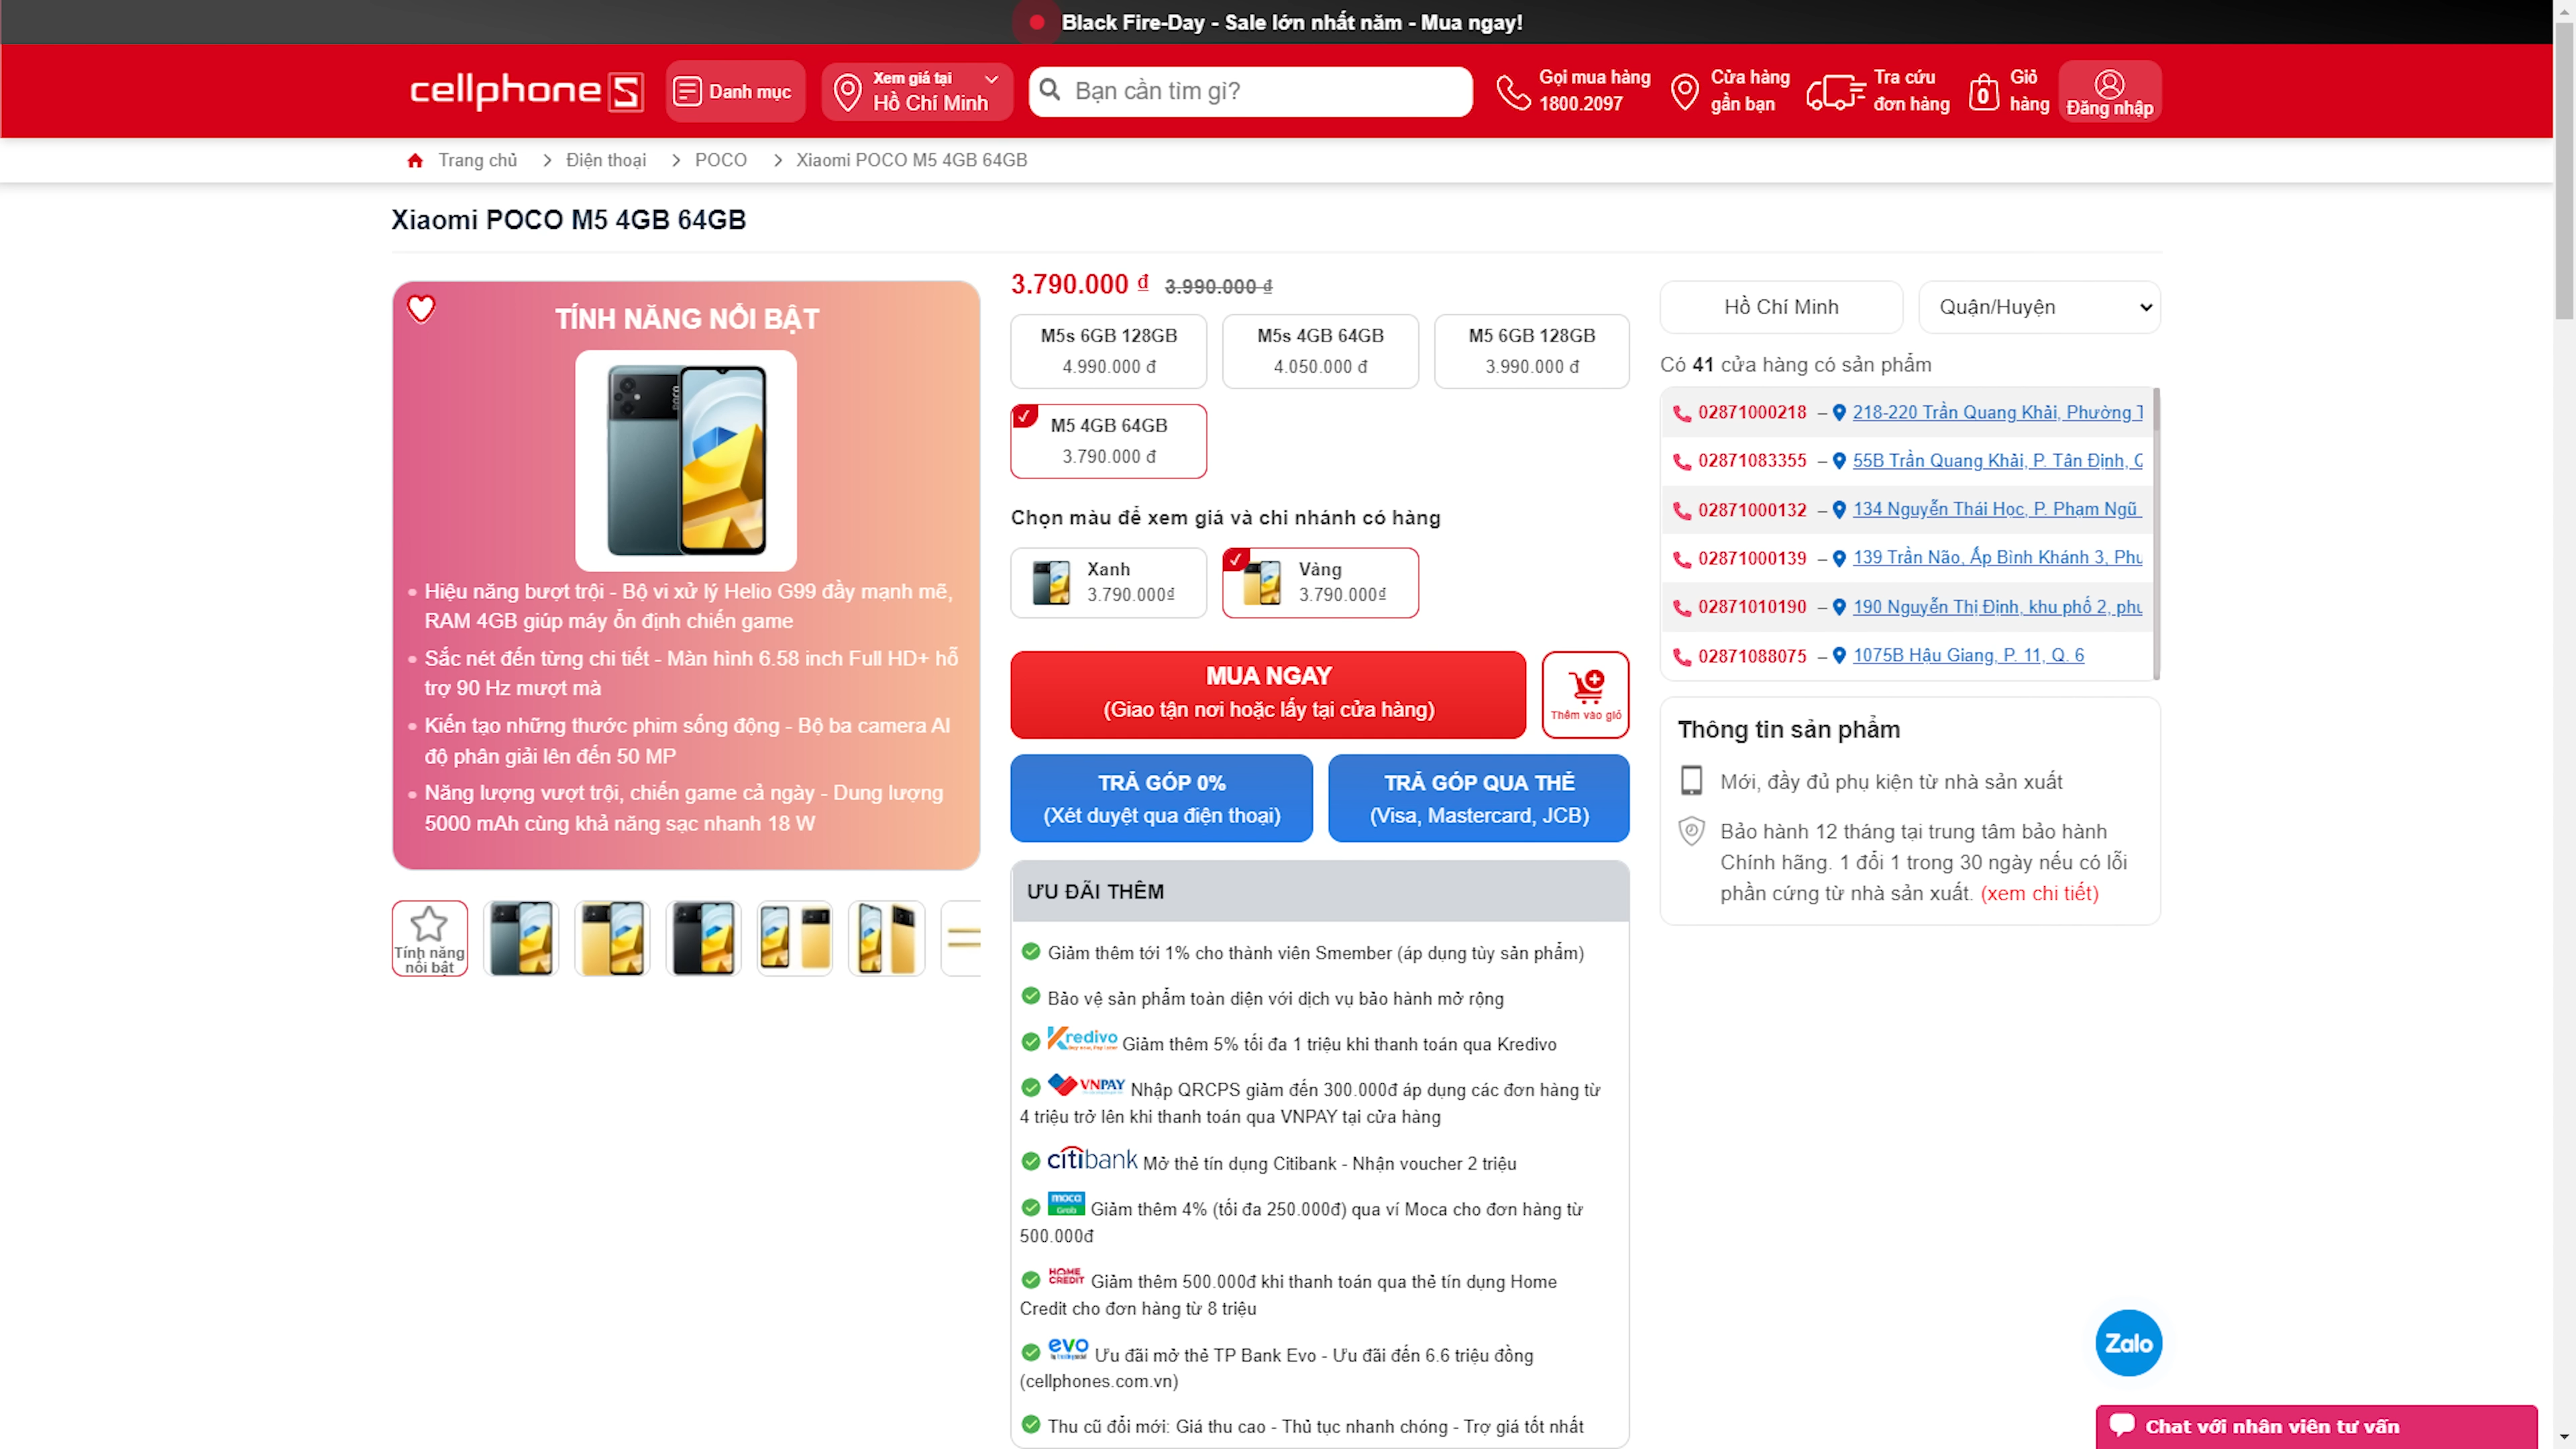 Black Fire-Day - Sale lớn nhất năm - Mua ngay!
cellphoneS
Danh mục
Xem giá tại
Hồ Chí Minh
Bạn cần tìm gì?
Gọi mua hàng
1800.2097
Cửa hàng
gần bạn
Tra cứu
đơn hàng
0
Giỏ
hàng
Đăng nhập
Trang chủ
Điện thoại
POCO
Xiaomi POCO M5 4GB 64GB
Xiaomi POCO M5 4GB 64GB
TÍNH NĂNG NỔI BẬT
POCO
Hiệu năng bượt trội - Bộ vi xử lý Helio G99 đầy mạnh mẽ,
RAM 4GB giúp máy ổn định chiến game
Sắc nét đến từng chi tiết - Màn hình 6.58 inch Full HD+ hỗ
trợ 90 Hz mượt mà
Kiến tạo những thước phim sống động - Bộ ba camera AI
độ phân giải lên đến 50 MP
Năng lượng vượt trội, chiến game cả ngày - Dung lượng
5000 mAh cùng khả năng sạc nhanh 18 W
Tính năng
nổi bật
3.790.000 ₫ 3.990.000 ₫
M5s 6GB 128GB
4.990.000 đ
M5s 4GB 64GB
4.050.000 đ
M5 6GB 128GB
3.990.000 đ
M5 4GB 64GB
3.790.000 đ
Chọn màu để xem giá và chi nhánh có hàng
Xanh
3.790.000₫
Vàng
3.790.000₫
MUA NGAY
(Giao tận nơi hoặc lấy tại cửa hàng)
Thêm vào giỏ
TRẢ GÓP 0%
(Xét duyệt qua điện thoại)
TRẢ GÓP QUA THẺ
(Visa, Mastercard, JCB)
ƯU ĐÃI THÊM
Giảm thêm tới 1% cho thành viên Smember (áp dụng tùy sản phẩm)
Bảo vệ sản phẩm toàn diện với dịch vụ bảo hành mở rộng
Kredivo Giảm thêm 5% tối đa 1 triệu khi thanh toán qua Kredivo
VNPAY Nhập QRCPS giảm đến 300.000đ áp dụng các đơn hàng từ
4 triệu trở lên khi thanh toán qua VNPAY tại cửa hàng
citibank Mở thẻ tín dụng Citibank - Nhận voucher 2 triệu
moca Grab Giảm thêm 4% (tối đa 250.000đ) qua ví Moca cho đơn hàng từ
500.000đ
HOME CREDIT Giảm thêm 500.000đ khi thanh toán qua thẻ tín dụng Home
Credit cho đơn hàng từ 8 triệu
evo Ưu đãi mở thẻ TP Bank Evo - Ưu đãi đến 6.6 triệu đồng
(cellphones.com.vn)
Thu cũ đổi mới: Giá thu cao - Thủ tục nhanh chóng - Trợ giá tốt nhất
Hồ Chí Minh
Quận/Huyện
Có 41 cửa hàng có sản phẩm
02871000218 – 218-220 Trần Quang Khải, Phường
02871083355 – 55B Trần Quang Khải, P. Tân Định,
02871000132 – 134 Nguyễn Thái Học, P. Phạm Ngũ
02871000139 – 139 Trần Não, Ấp Bình Khánh 3, Phu
02871010190 – 190 Nguyễn Thị Định, khu phố 2, phu
02871088075 – 1075B Hậu Giang, P. 11, Q. 6
Thông tin sản phẩm
Mới, đầy đủ phụ kiện từ nhà sản xuất
Bảo hành 12 tháng tại trung tâm bảo hành
Chính hãng. 1 đổi 1 trong 30 ngày nếu có lỗi
phần cứng từ nhà sản xuất. (xem chi tiết)
Zalo
Chat với nhân viên tư vấn